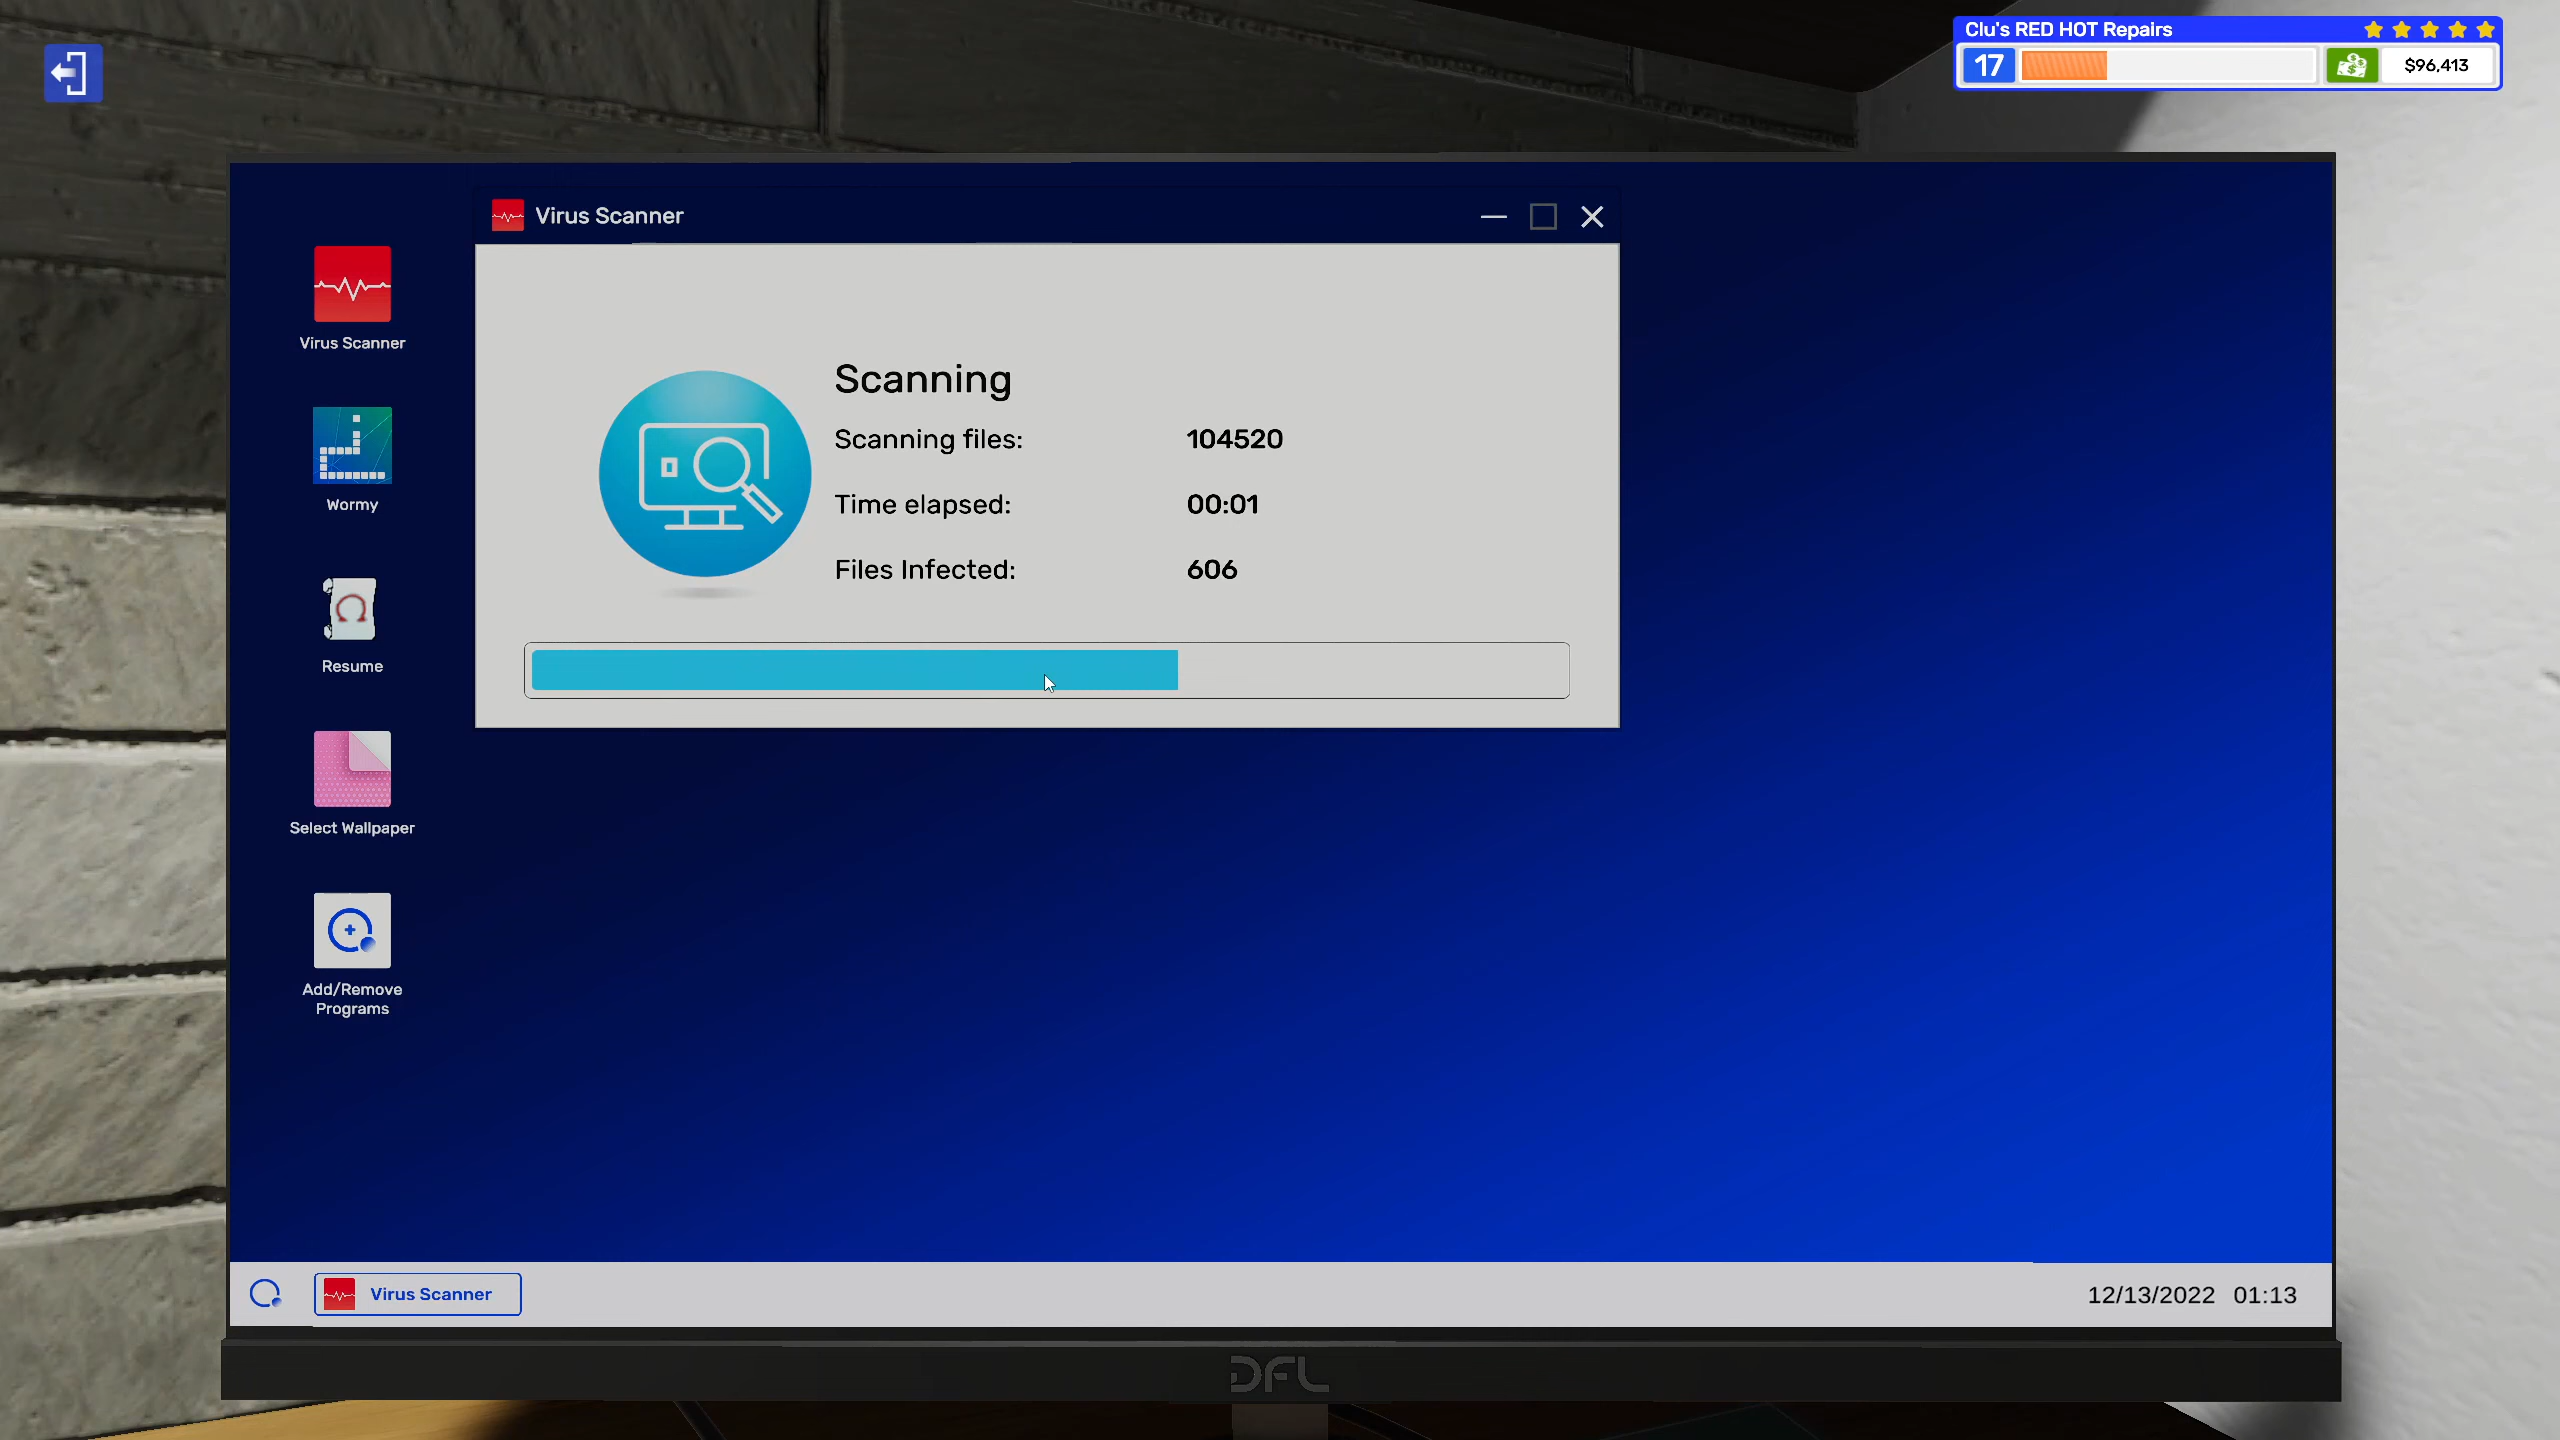 Clu's RED HOT Repairs
17
$96,413
Virus Scanner
Virus Scanner
Wormy
Resume
Select Wallpaper
Add/Remove
Programs
Scanning
Scanning files: 104520
Time elapsed: 00:01
Files Infected: 606
Virus Scanner
12/13/2022 01:13
DFL